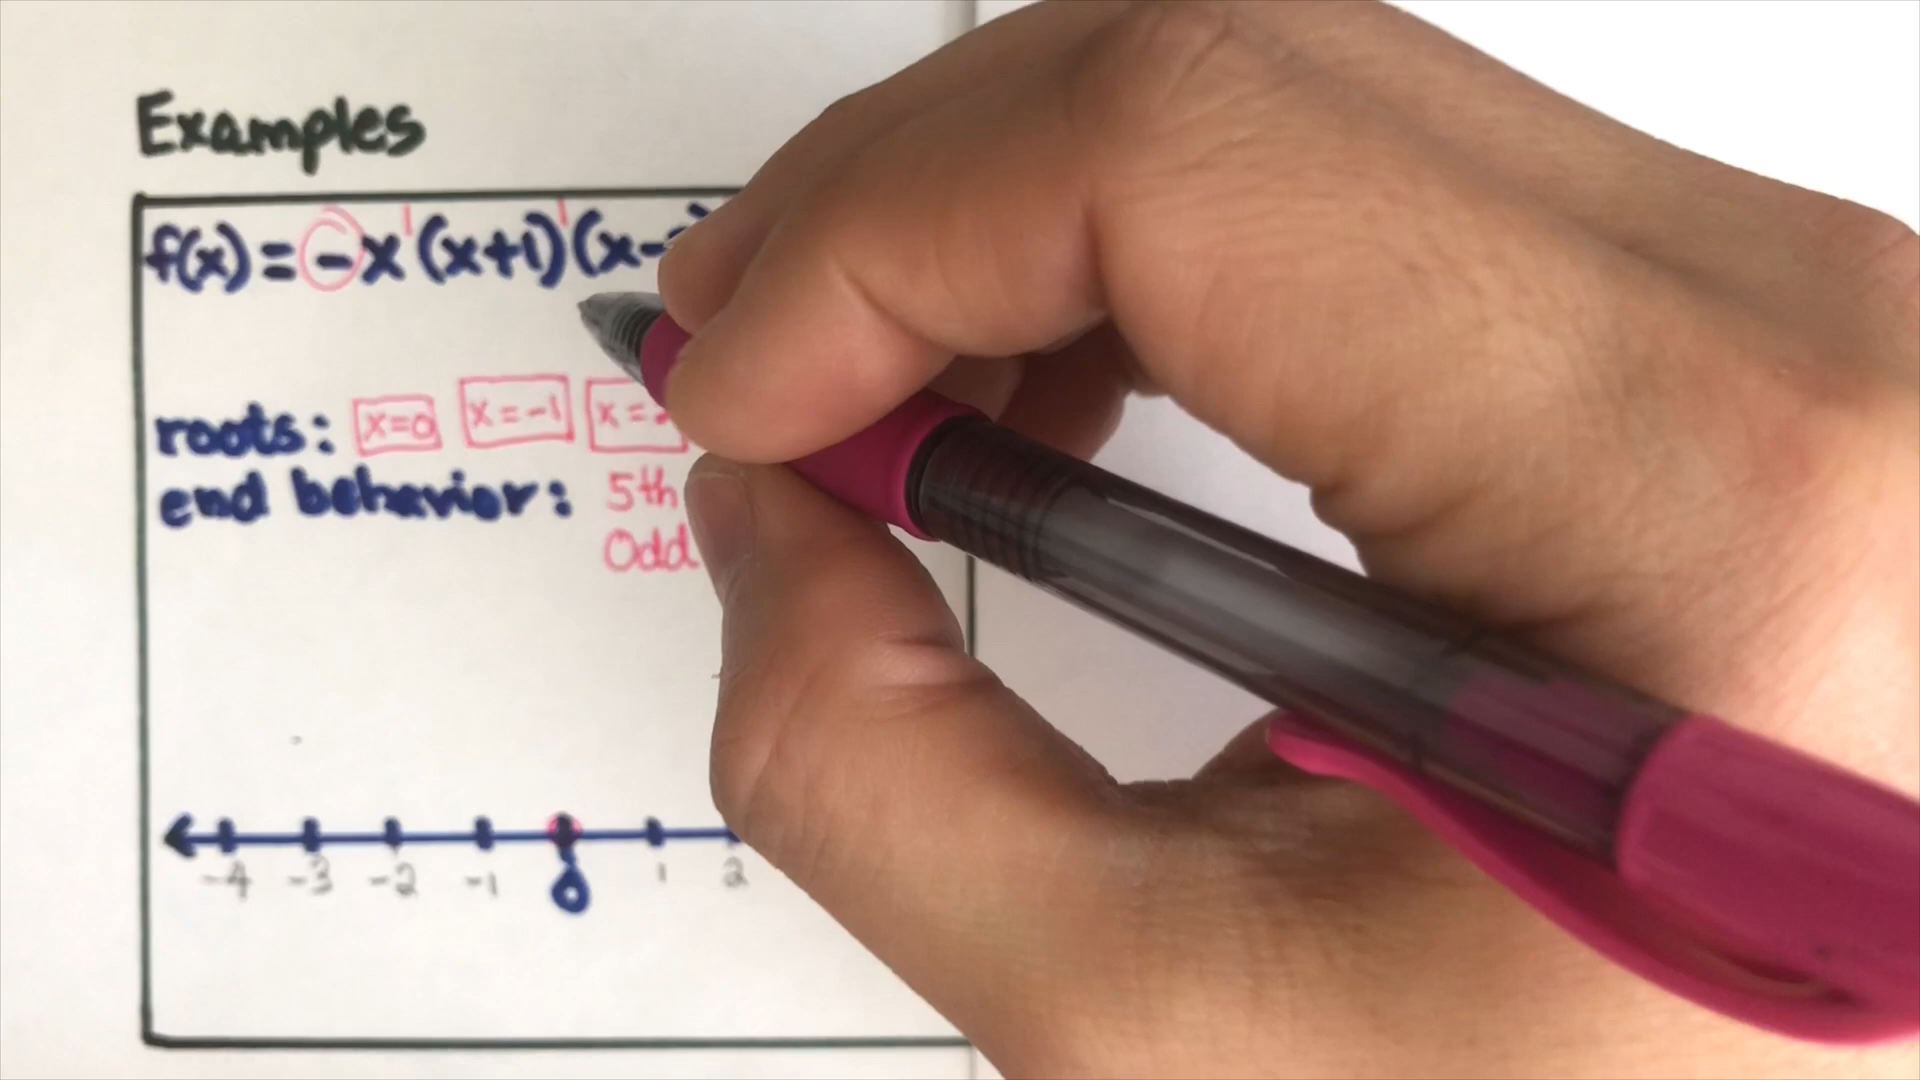 Examples
f(x) = -x¹(x+1)¹(x-
roots: x=0 x=-1 x=
end behavior: 5th
Odd
-4 -3 -2 -1 0 1 2